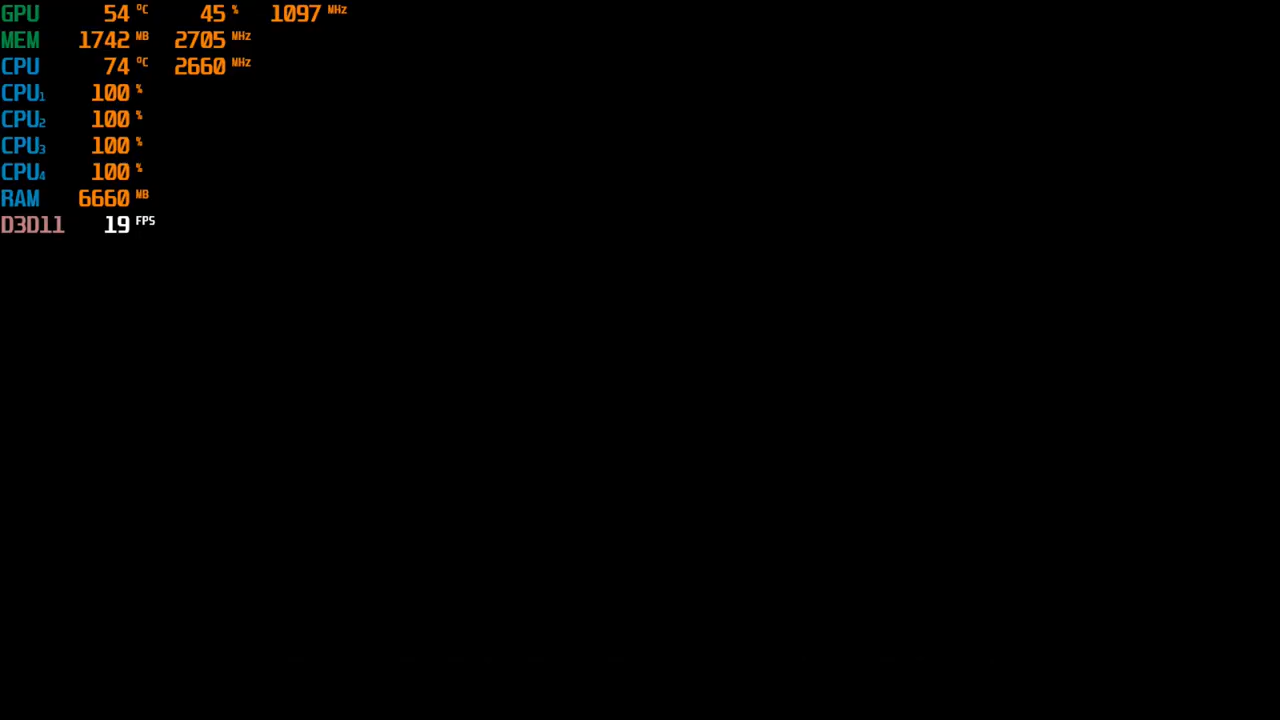 GPU 54 °C 45 % 1097 MHz
MEM 1742 MB 2705 MHz
CPU 74 °C 2660 MHz
CPU1 100 %
CPU2 100 %
CPU3 100 %
CPU4 100 %
RAM 6660 MB
D3D11 19 FPS